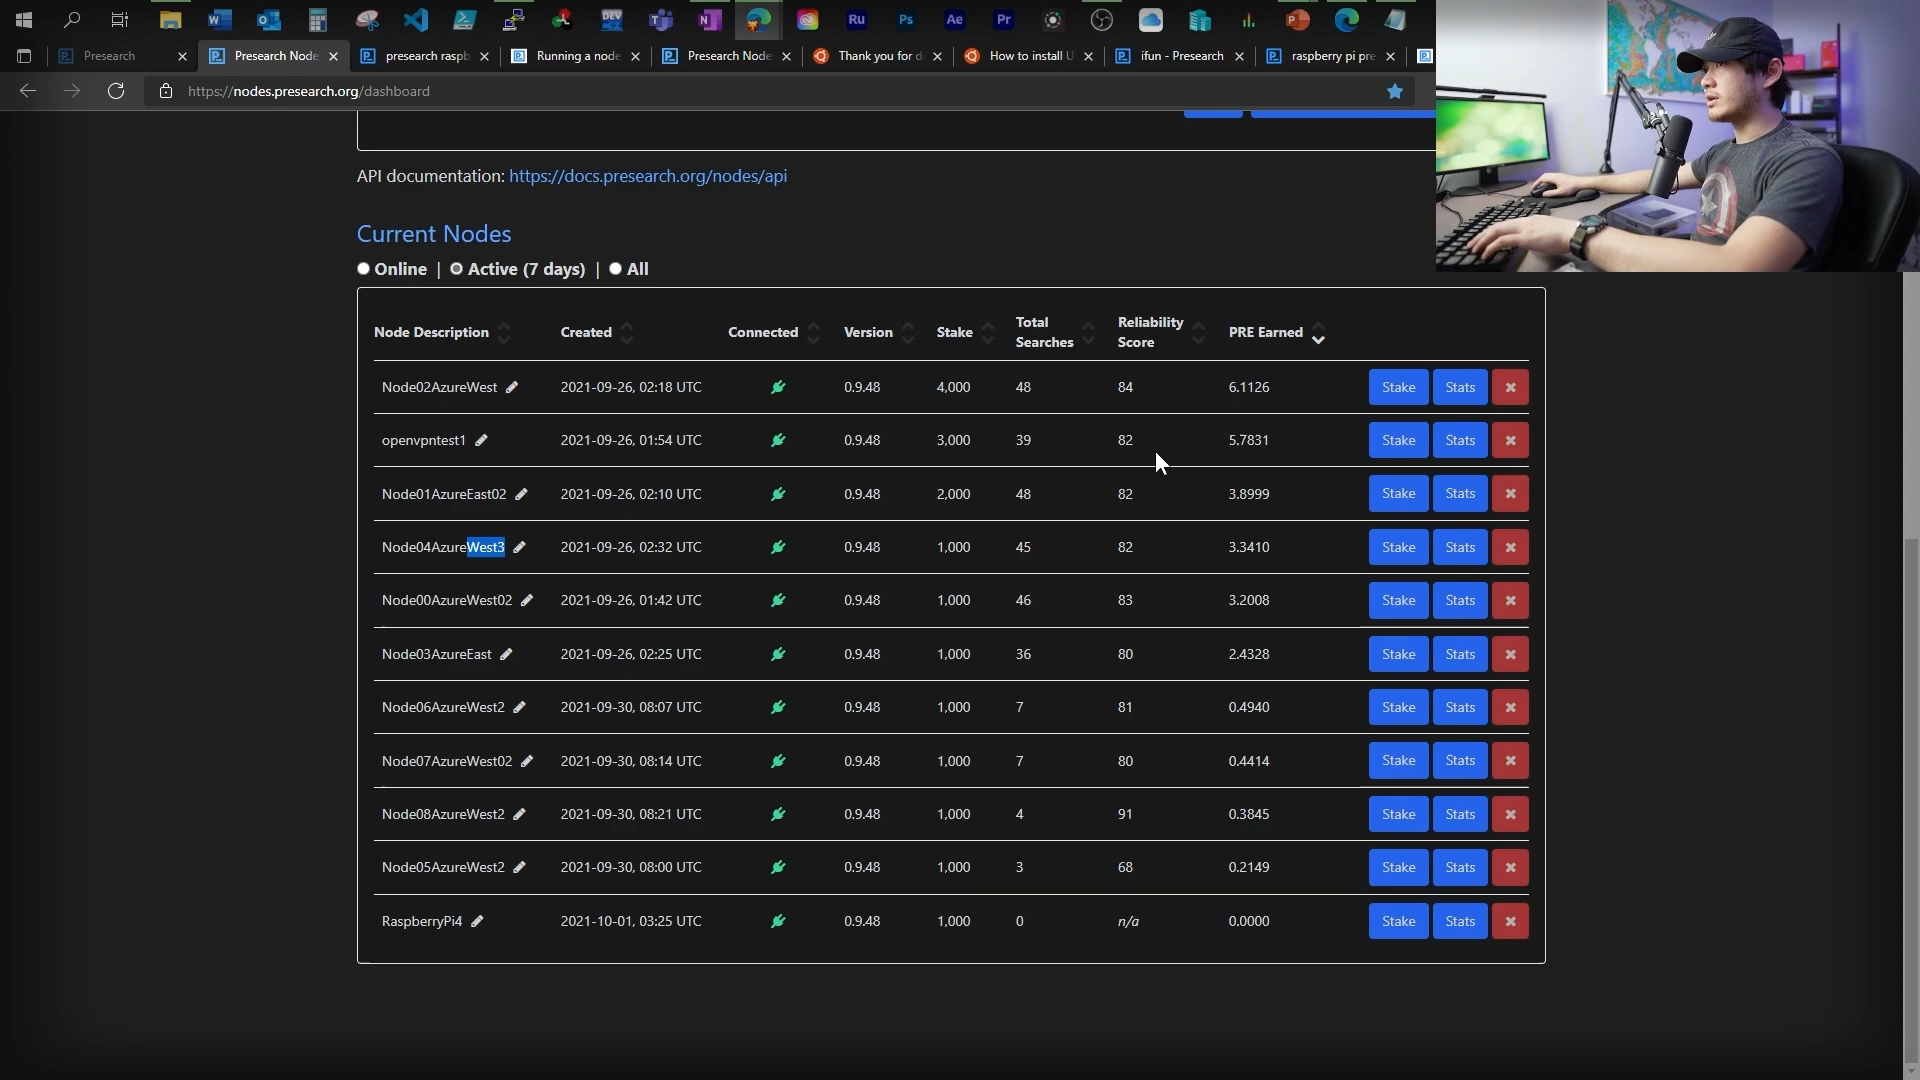 W
DEV
T
N
Ru
Ps
Ae
Pr
P
Presearch
Presearch Node
presearch raspb
Running a node
Presearch Node
Thank you for d
How to install U
ifun - Presearch
raspberry pi pre
https://nodes.presearch.org/dashboard
API documentation: https://docs.presearch.org/nodes/api
Current Nodes
Online | Active (7 days) | All
Node Description Created Connected Version Stake Total Searches Reliability Score PRE Earned
Node02AzureWest 2021-09-26, 02:18 UTC 0.9.48 4,000 48 84 6.1126 Stake Stats
openvpntest1 2021-09-26, 01:54 UTC 0.9.48 3,000 39 82 5.7831 Stake Stats
Node01AzureEast02 2021-09-26, 02:10 UTC 0.9.48 2,000 48 82 3.8999 Stake Stats
Node04AzureWest3 2021-09-26, 02:32 UTC 0.9.48 1,000 45 82 3.3410 Stake Stats
Node00AzureWest02 2021-09-26, 01:42 UTC 0.9.48 1,000 46 83 3.2008 Stake Stats
Node03AzureEast 2021-09-26, 02:25 UTC 0.9.48 1,000 36 80 2.4328 Stake Stats
Node06AzureWest2 2021-09-30, 08:07 UTC 0.9.48 1,000 7 81 0.4940 Stake Stats
Node07AzureWest02 2021-09-30, 08:14 UTC 0.9.48 1,000 7 80 0.4414 Stake Stats
Node08AzureWest2 2021-09-30, 08:21 UTC 0.9.48 1,000 4 91 0.3845 Stake Stats
Node05AzureWest2 2021-09-30, 08:00 UTC 0.9.48 1,000 3 68 0.2149 Stake Stats
RaspberryPi4 2021-10-01, 03:25 UTC 0.9.48 1,000 0 n/a 0.0000 Stake Stats